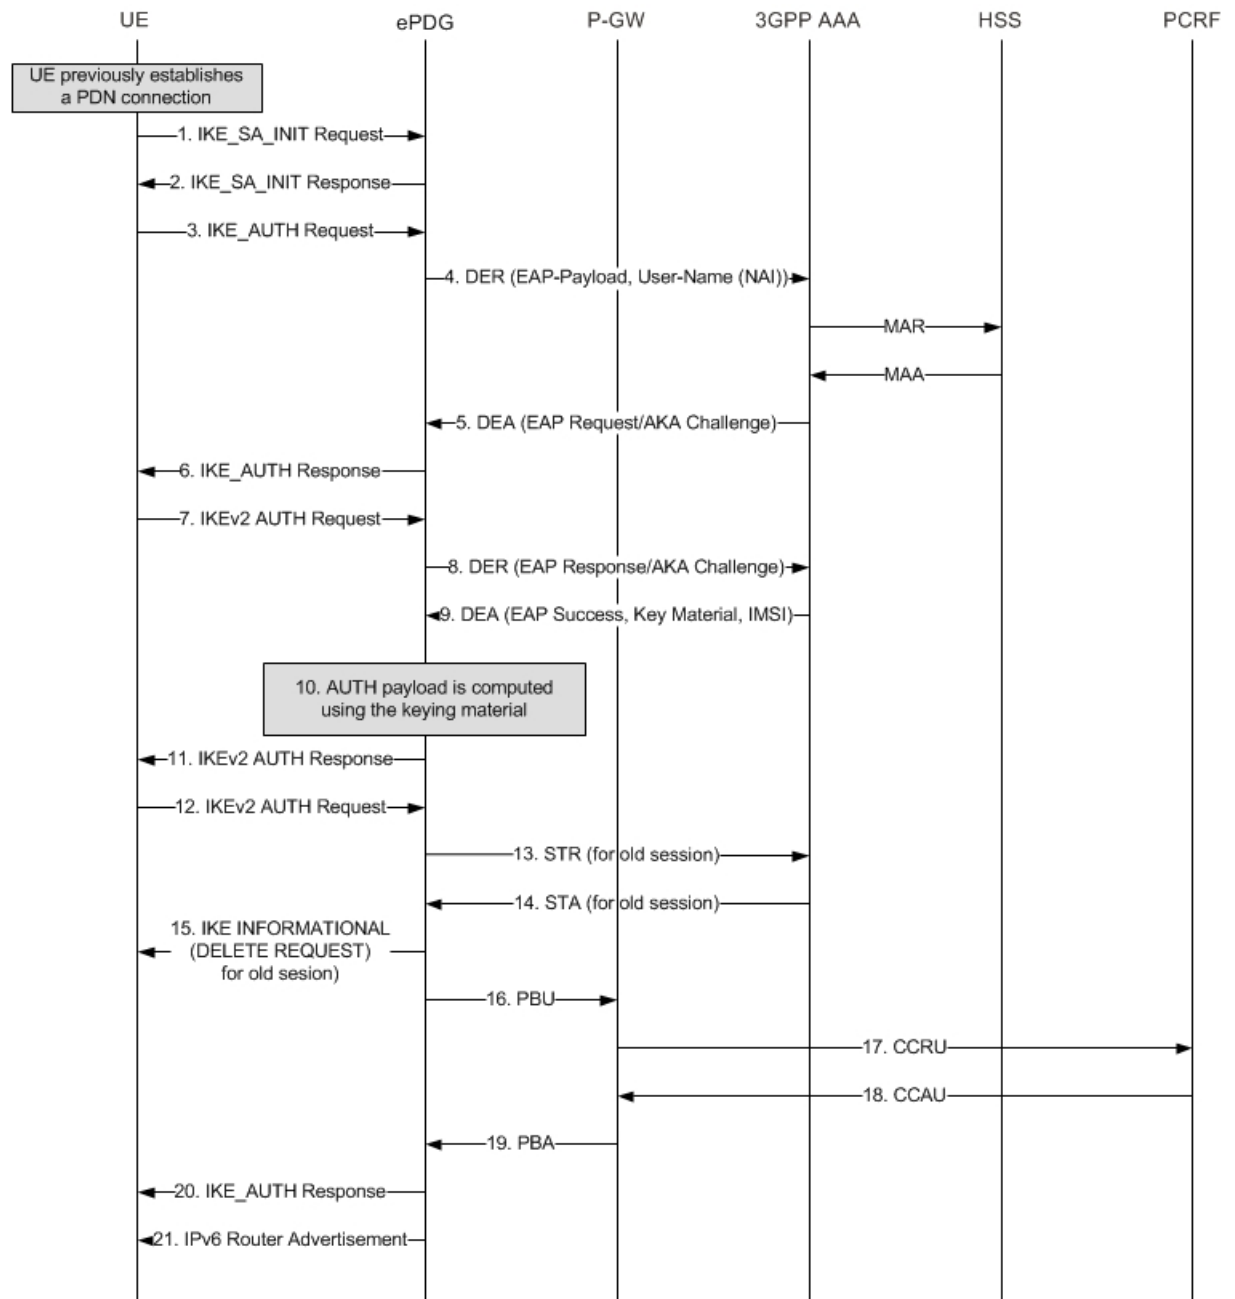 UE
ePDG
P-GW
3GPP AAA
HSS
PCRF
UE previously establishes
a PDN connection
1. IKE_SA_INIT Request
2. IKE_SA_INIT Response
3. IKE_AUTH Request
4. DER (EAP-Payload, User-Name (NAI))
MAR
MAA
5. DEA (EAP Request/AKA Challenge)
6. IKE_AUTH Response
7. IKEv2 AUTH Request
8. DER (EAP Response/AKA Challenge)
9. DEA (EAP Success, Key Material, IMSI)
10. AUTH payload is computed
using the keying material
11. IKEv2 AUTH Response
12. IKEv2 AUTH Request
13. STR (for old session)
14. STA (for old session)
15. IKE INFORMATIONAL
(DELETE REQUEST)
for old sesion)
16. PBU
17. CCRU
18. CCAU
19. PBA
20. IKE_AUTH Response
21. IPv6 Router Advertisement